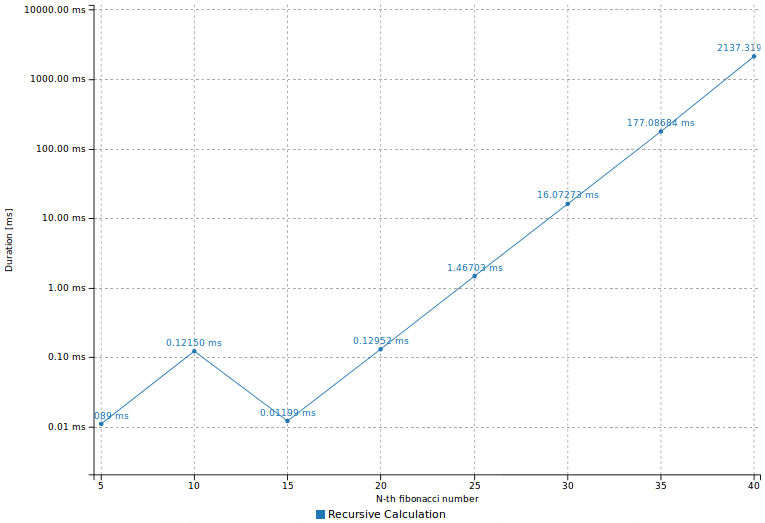 10000.00 ms
2137.319
1000.00 ms
177.08684 ms
100.00 ms
16.07273 ms
10.00 ms
1.46703 ms
1.00 ms
0.12150 ms
0.12952 ms
0.10 ms
089 ms
0.01199 ms
0.01 ms
Duration [ms]
5 10 15 20 25 30 35 40
N-th fibonacci number
Recursive Calculation